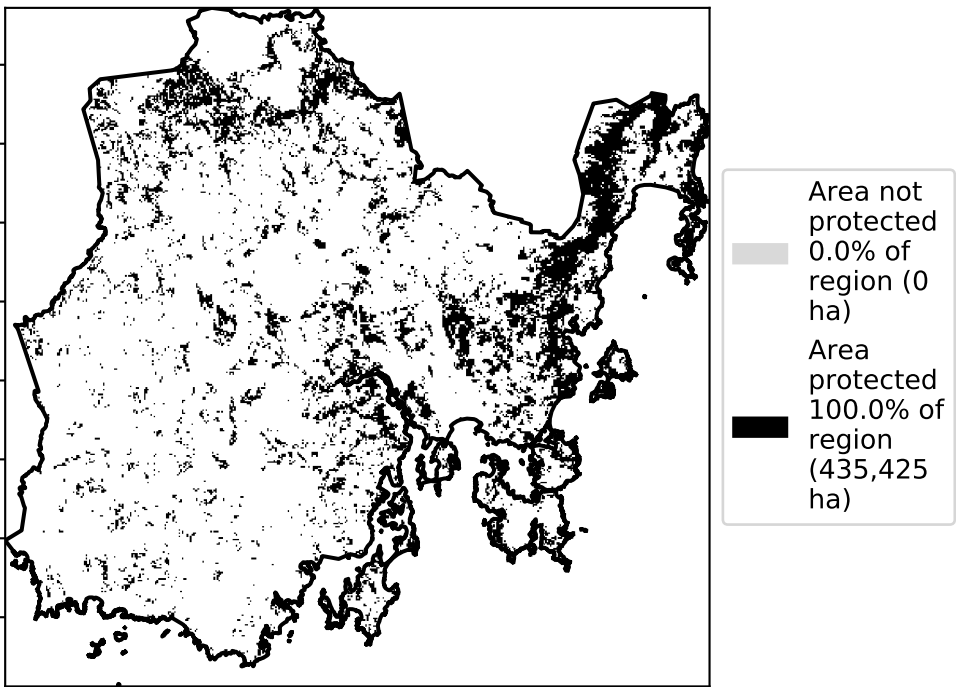 Area not
protected
0.0% of
region (0
ha)
Area
protected
100.0% of
region
(435,425
ha)